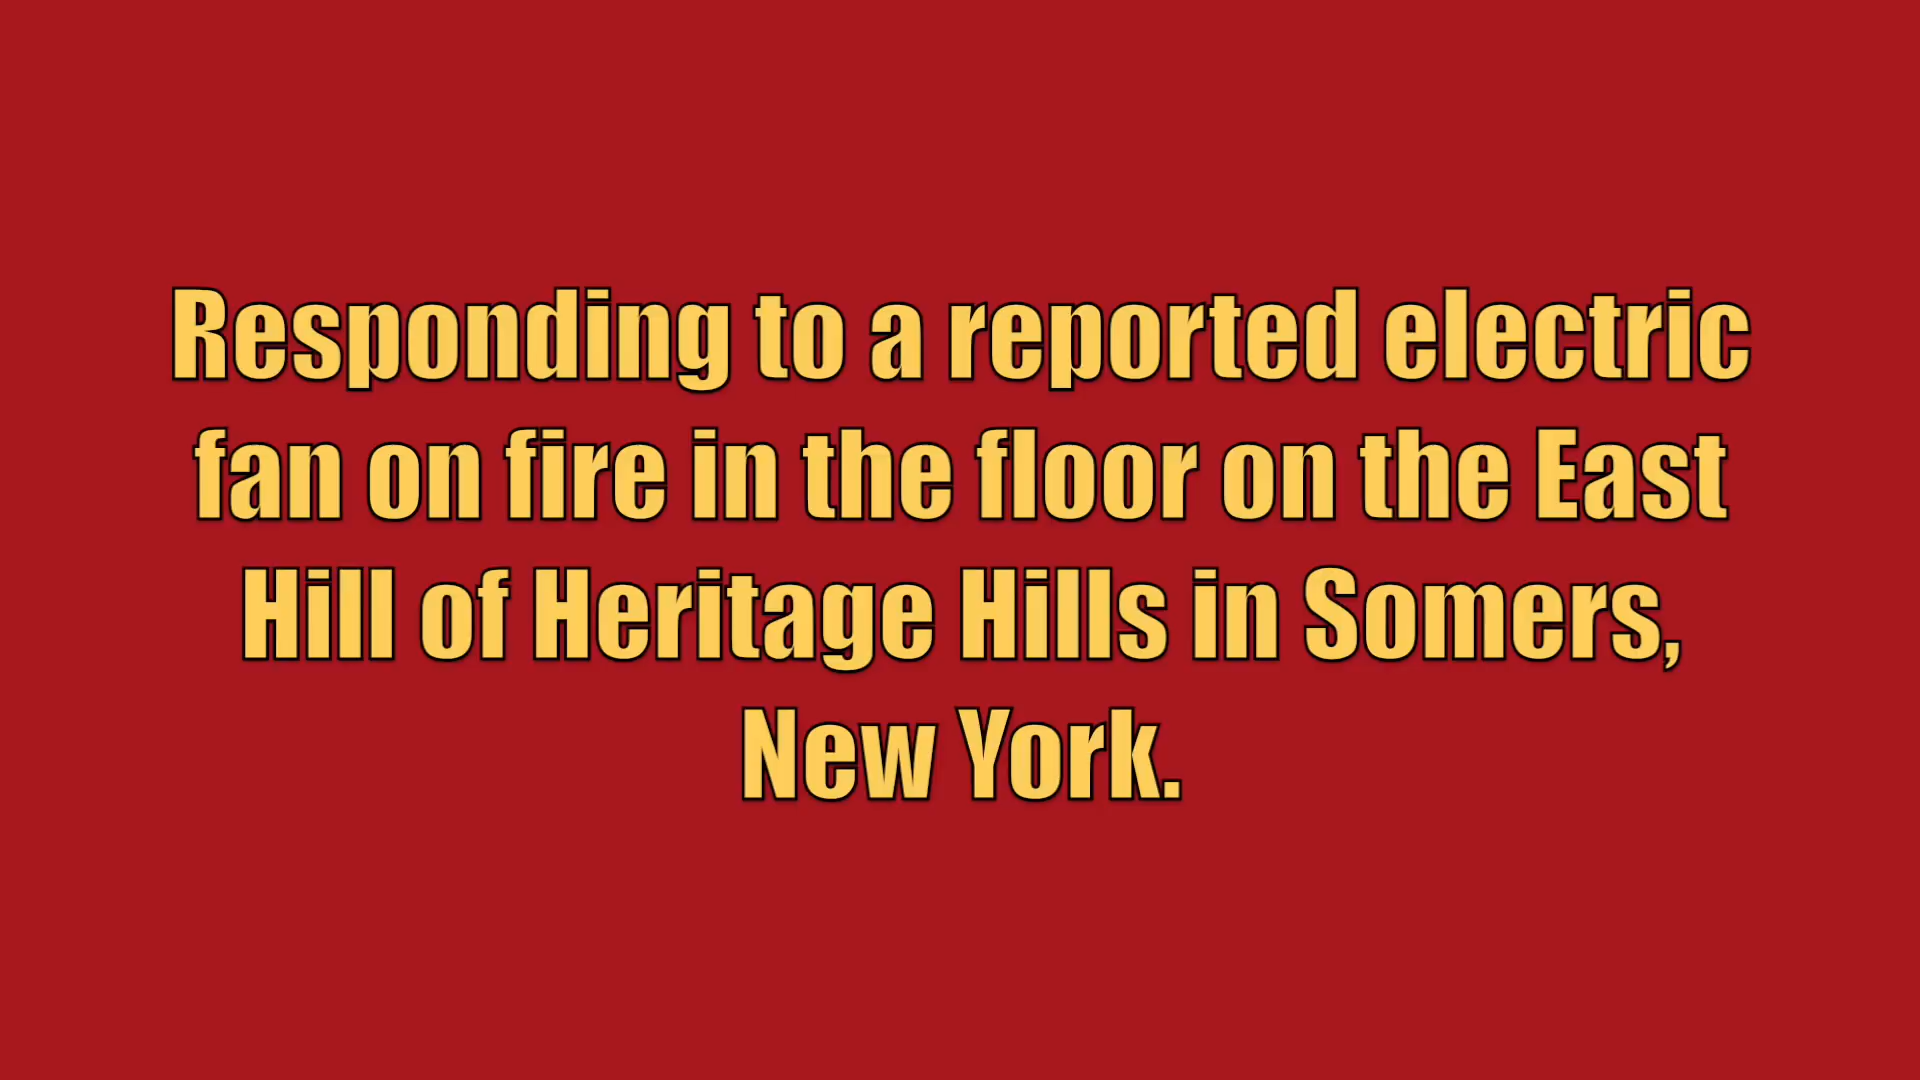 Responding to a reported electric
fan on fire in the floor on the East
Hill of Heritage Hills in Somers,
New York.